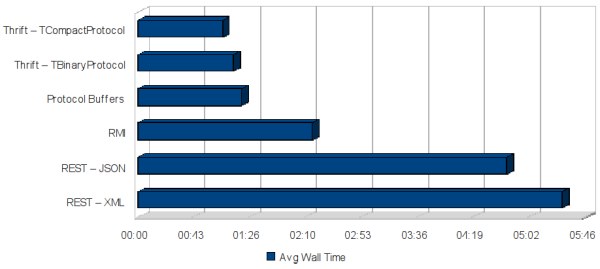 Thrift – TCompactProtocol
Thrift – TBinaryProtocol
Protocol Buffers
RMI
REST – JSON
REST – XML
00:00 00:43 01:26 02:10 02:53 03:36 04:19 05:02 05:46
Avg Wall Time